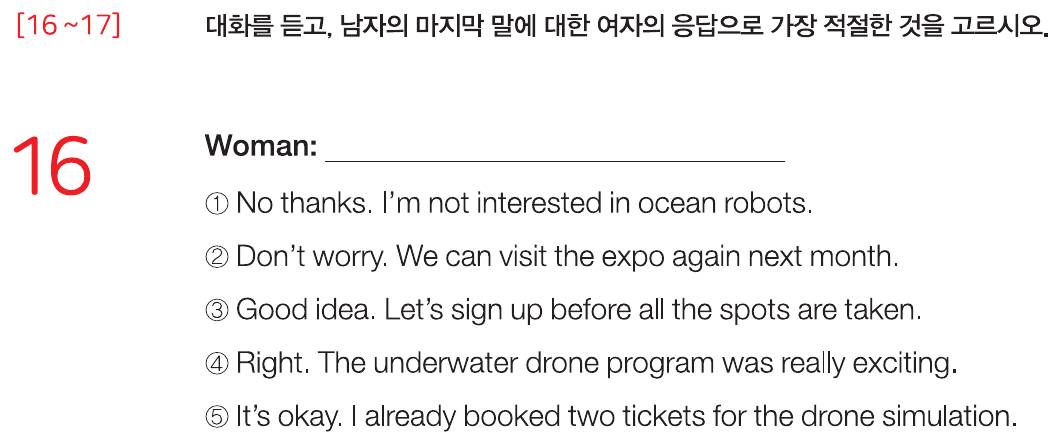 [16 ~ 17] 대화를 듣고, 남자의 마지막 말에 대한 여자의 응답으로 가장 적절한 것을 고르시오.
16 Woman: ____________________
① No thanks. I’m not interested in ocean robots.
② Don’t worry. We can visit the expo again next month.
③ Good idea. Let’s sign up before all the spots are taken.
④ Right. The underwater drone program was really exciting.
⑤ It’s okay. I already booked two tickets for the drone simulation.